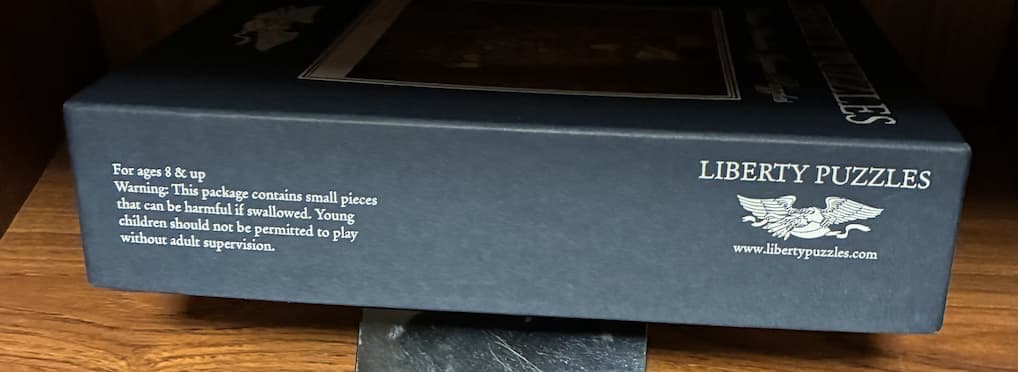 PUZZLES
For ages 8 & up
Warning: This package contains small pieces
that can be harmful if swallowed. Young
children should not be permitted to play
without adult supervision.
LIBERTY PUZZLES
www.libertypuzzles.com